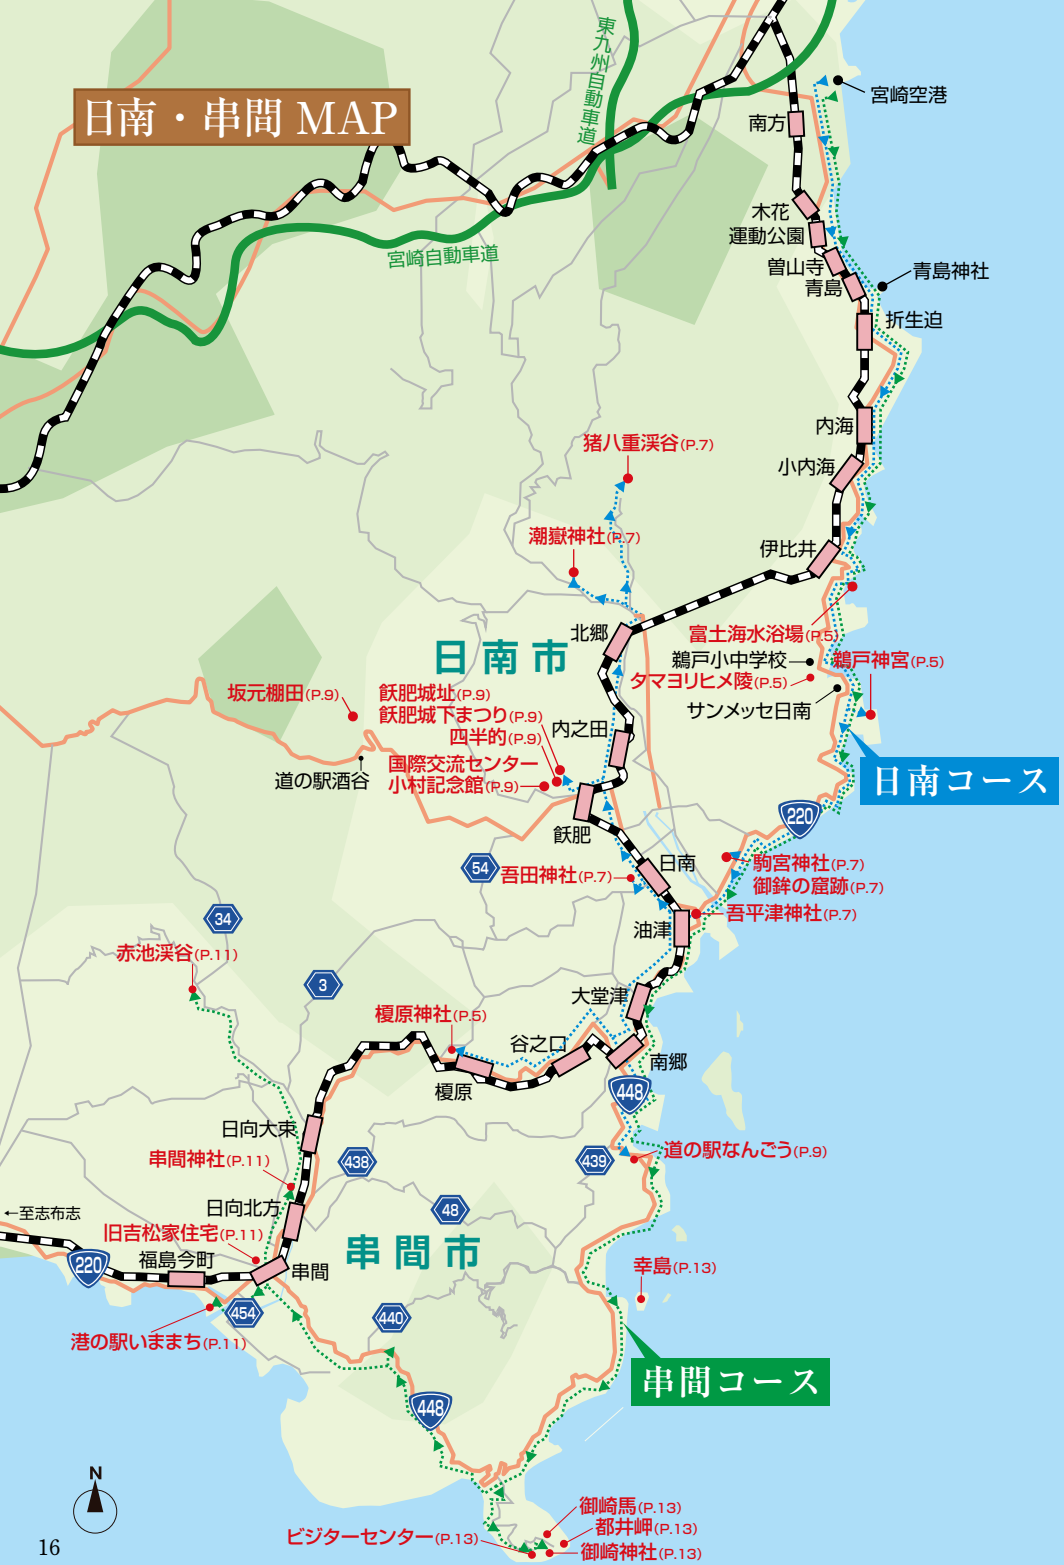 日南・串間 MAP
東九州自動車道
宮崎空港
南方
木花
運動公園
宮崎自動車道
曽山寺
青島
青島神社
折生迫
内海
猪八重渓谷(P.7)
小内海
潮嶽神社(P.7)
伊比井
北郷
富土海水浴場(P.5)
日南市
鵜戸小中学校
鵜戸神宮(P.5)
タマヨリヒメ陵(P.5)
坂元棚田(P.9)
飫肥城址(P.9)
飫肥城下まつり(P.9)
サンメッセ日南
四半的(P.9)
内之田
国際交流センター
小村記念館(P.9)
道の駅酒谷
日南コース
220
飫肥
54
吾田神社(P.7)
日南
駒宮神社(P.7)
御鉾の窟跡(P.7)
34
吾平津神社(P.7)
油津
赤池渓谷(P.11)
3
大堂津
榎原神社(P.5)
谷之口
南郷
榎原
448
日向大束
串間神社(P.11)
438
439
道の駅なんごう(P.9)
日向北方
48
←至志布志
旧吉松家住宅(P.11)
串間市
220
福島今町
串間
幸島(P.13)
454
440
港の駅いままち(P.11)
串間コース
448
N
御崎馬(P.13)
都井岬(P.13)
ビジターセンター(P.13)
御崎神社(P.13)
16